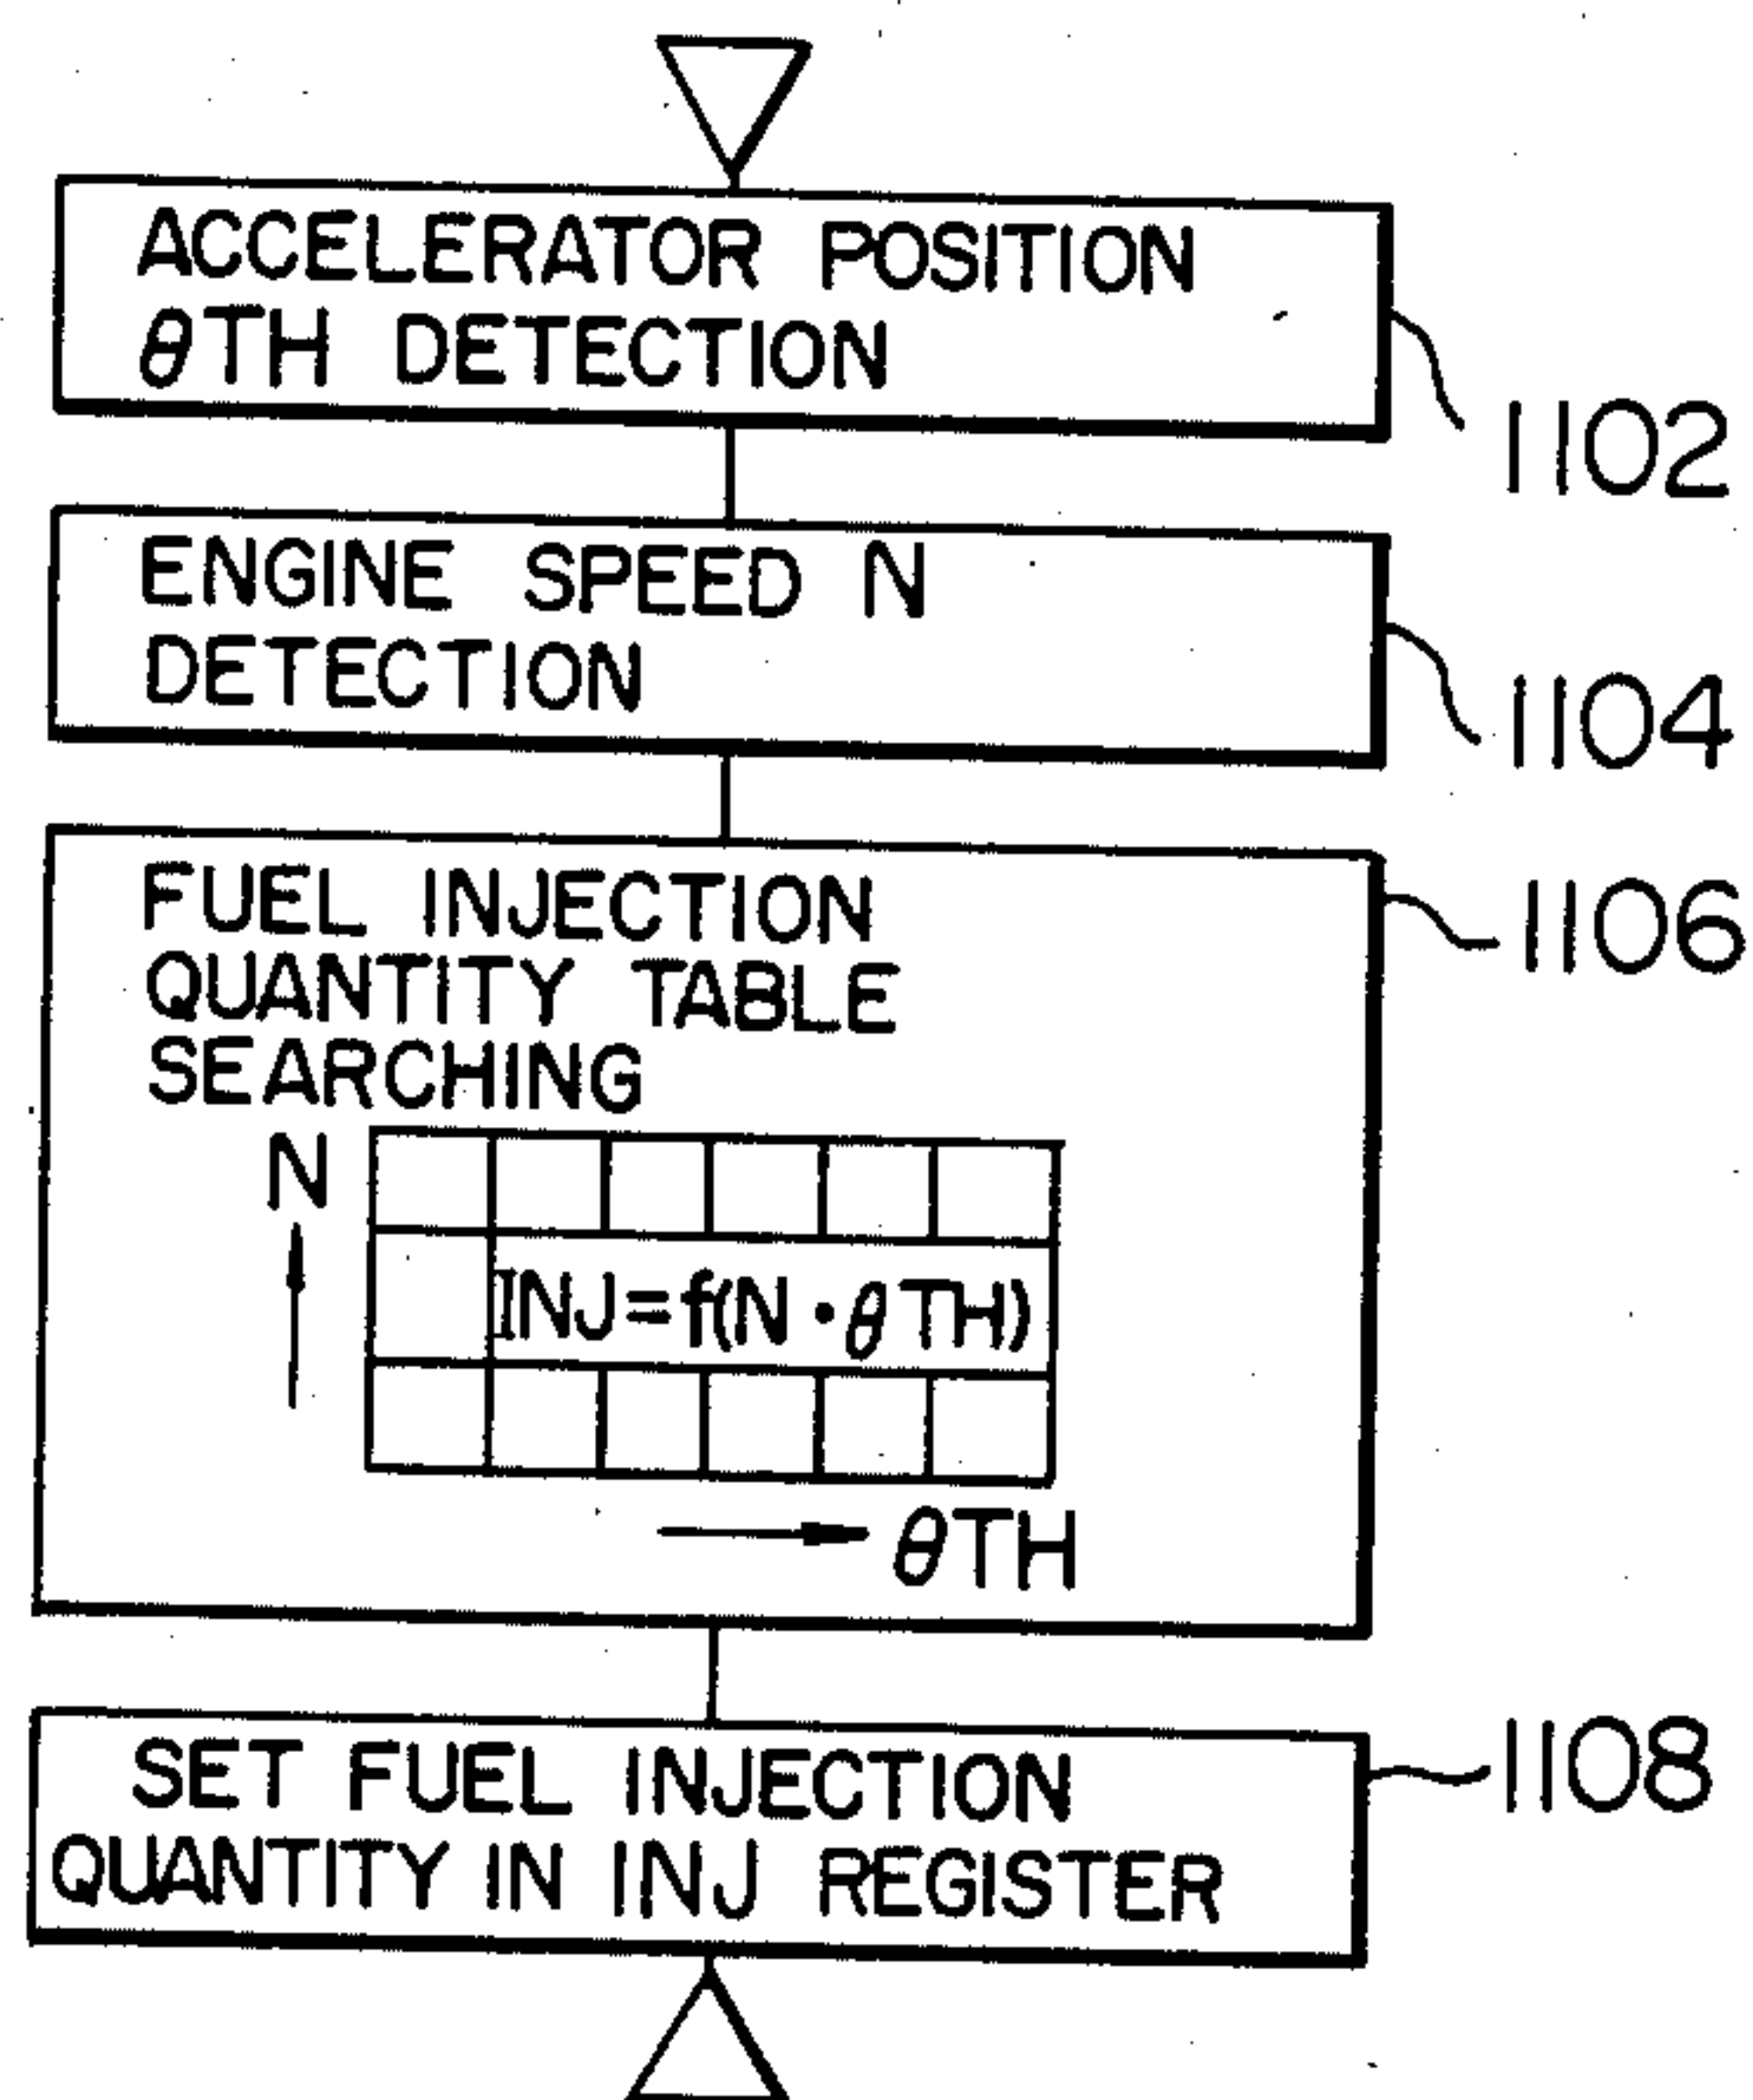 ACCELERATOR POSITION
θTH DETECTION
1102
ENGINE SPEED N
DETECTION
1104
FUEL INJECTION
QUANTITY TABLE
SEARCHING
1106
N
INJ=f(N·θTH)
θTH
SET FUEL INJECTION
QUANTITY IN INJ REGISTER
1108